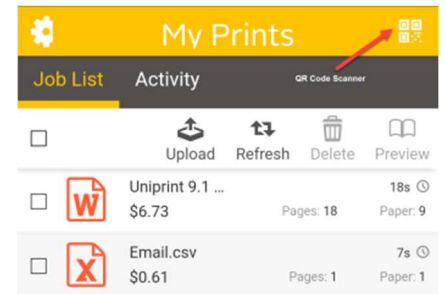 My Prints
Job List Activity QR Code Scanner
Upload Refresh Delete Preview
Uniprint 9.1 ... 18s
$6.73 Pages: 18 Paper: 9
Email.csv 7s
$0.61 Pages: 1 Paper: 1